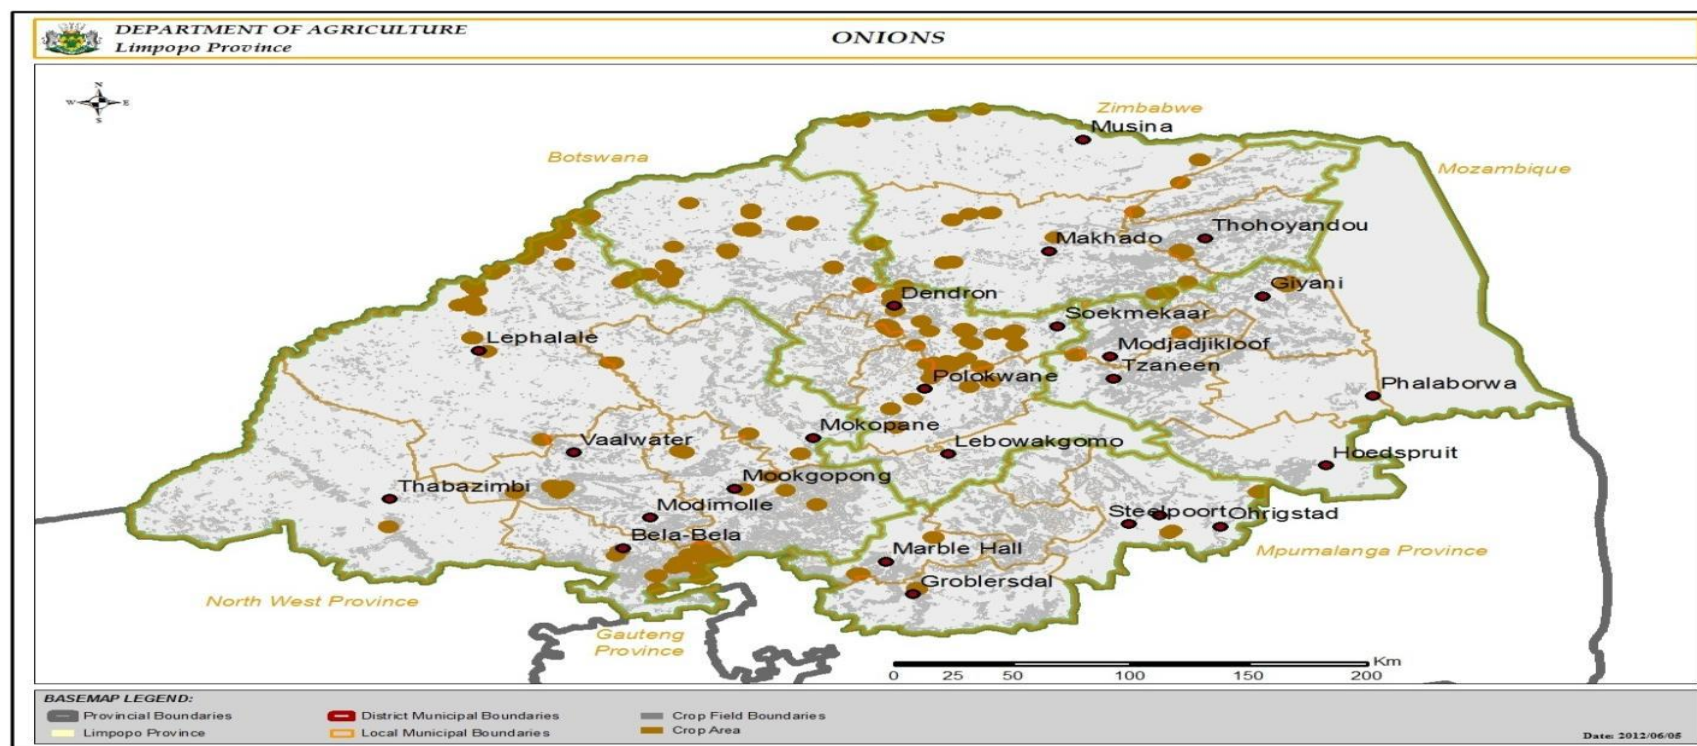 DEPARTMENT OF AGRICULTURE
Limpopo Province
ONIONS
N
W E
S
Zimbabwe
Musina
Botswana
Mozambique
Thohoyandou
Makhado
Giyani
Dendron
Soekmekaar
Lephalale
Modjadjikloof
Tzaneen
Polokwane
Phalaborwa
Mokopane
Vaalwater
Lebowakgomo
Hoedspruit
Mookgopong
Thabazimbi
Modimolle
Steelpoort
Ohrigstad
Bela-Bela
Marble Hall
Mpumalanga Province
Groblersdal
North West Province
Gauteng
Province
Km
0 25 50 100 150 200
BASEMAP LEGEND:
Provincial Boundaries
District Municipal Boundaries
Crop Field Boundaries
Limpopo Province
Local Municipal Boundaries
Crop Area
Date: 2012/06/05